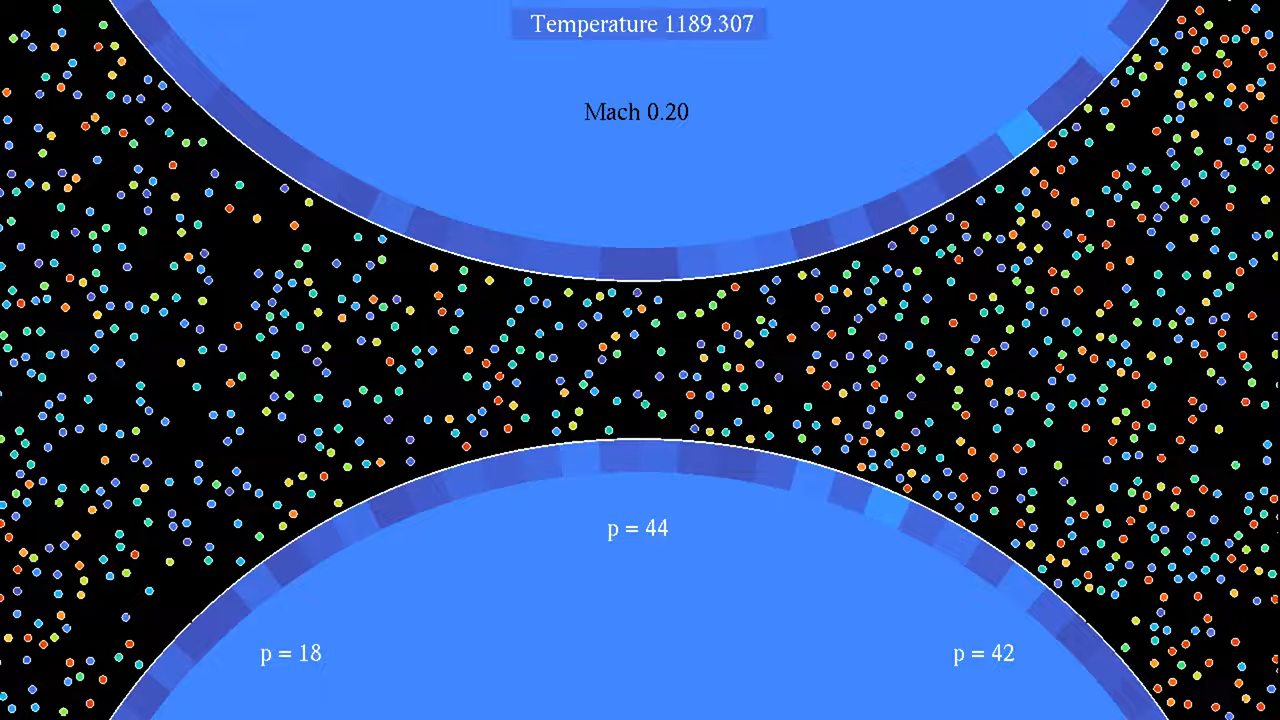 Temperature 1189.307
Mach 0.20
p = 44
p = 18
p = 42